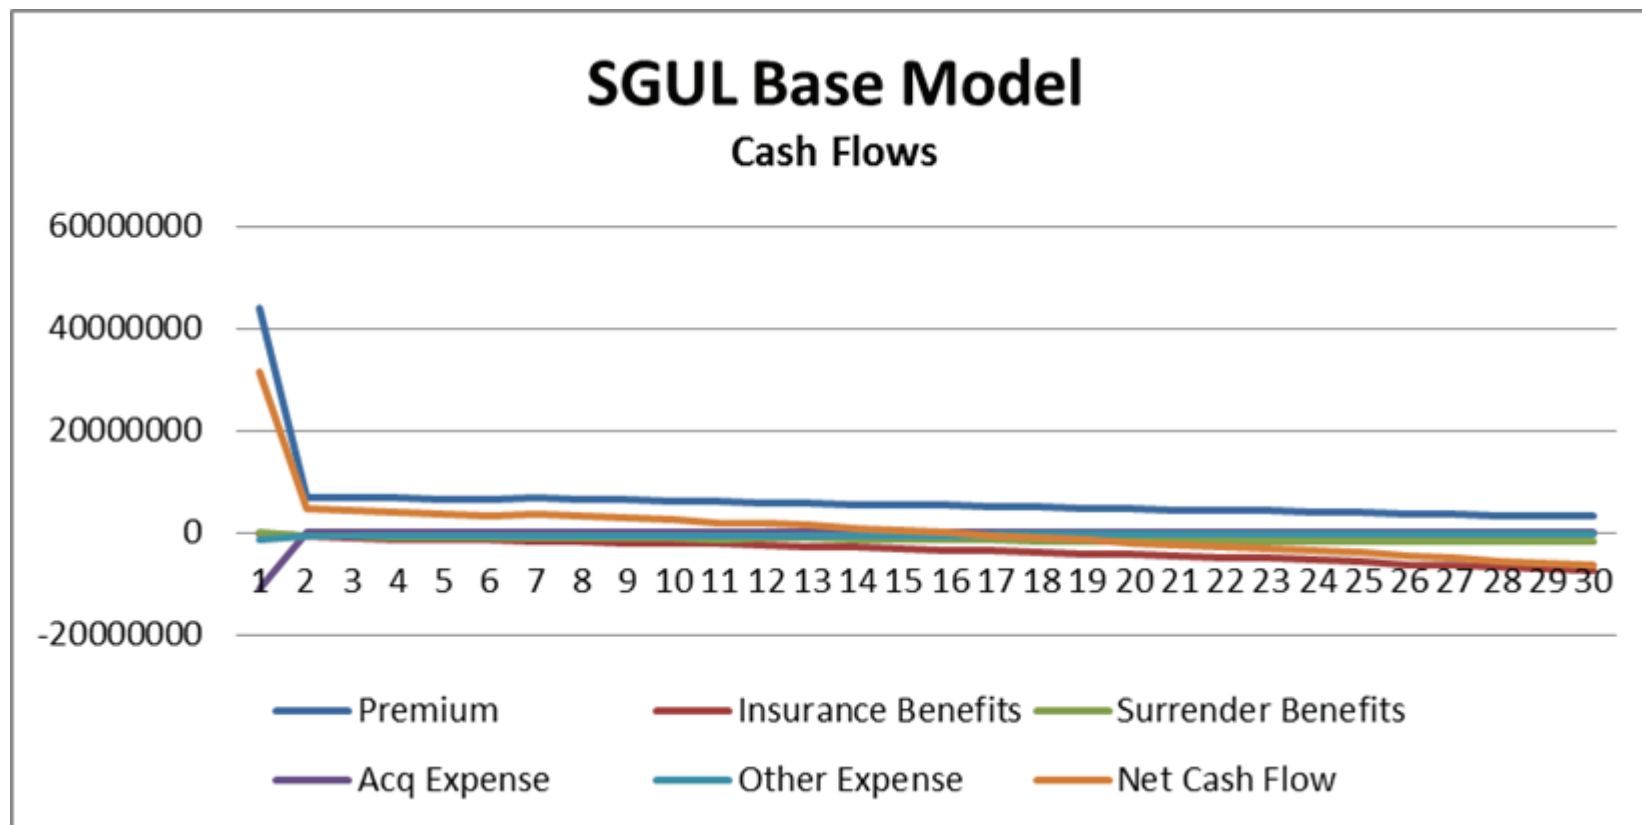 SGUL Base Model
Cash Flows
60000000
40000000
20000000
0
-20000000
1 2 3 4 5 6 7 8 9 10 11 12 13 14 15 16 17 18 19 20 21 22 23 24 25 26 27 28 29 30
Premium Insurance Benefits Surrender Benefits
Acq Expense Other Expense Net Cash Flow